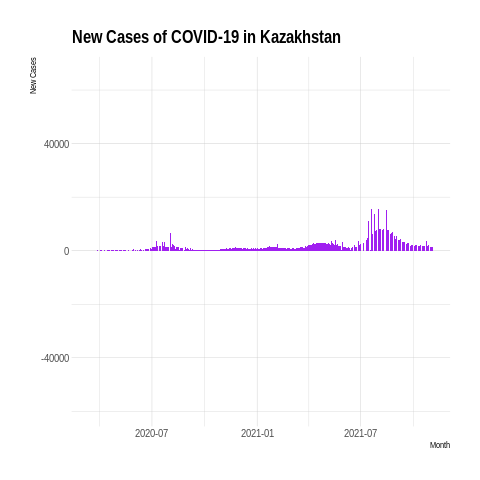 New Cases of COVID-19 in Kazakhstan
New Cases
40000
0
-40000
2020-07
2021-01
2021-07
Month